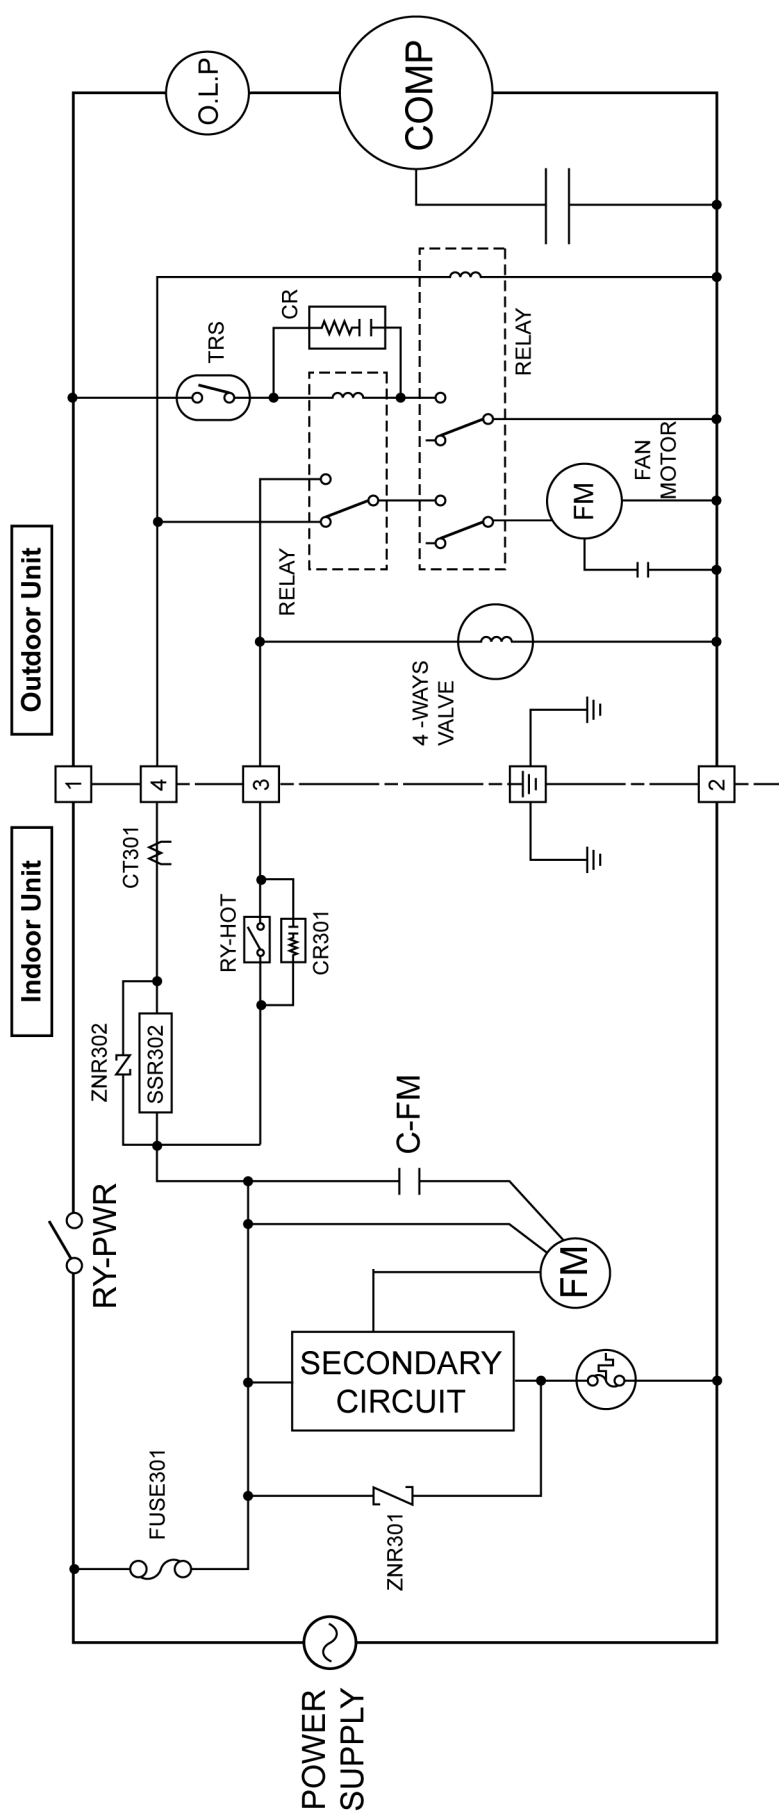 Indoor Unit
Outdoor Unit
RY-PWR
FUSE301
ZNR302
SSR302
CT301
RY-HOT
CR301
C-FM
FM
SECONDARY
CIRCUIT
ZNR301
POWER
SUPPLY
1
4
3
2
O.L.P
COMP
TRS
CR
RELAY
RELAY
FM
FAN
MOTOR
4 -WAYS
VALVE